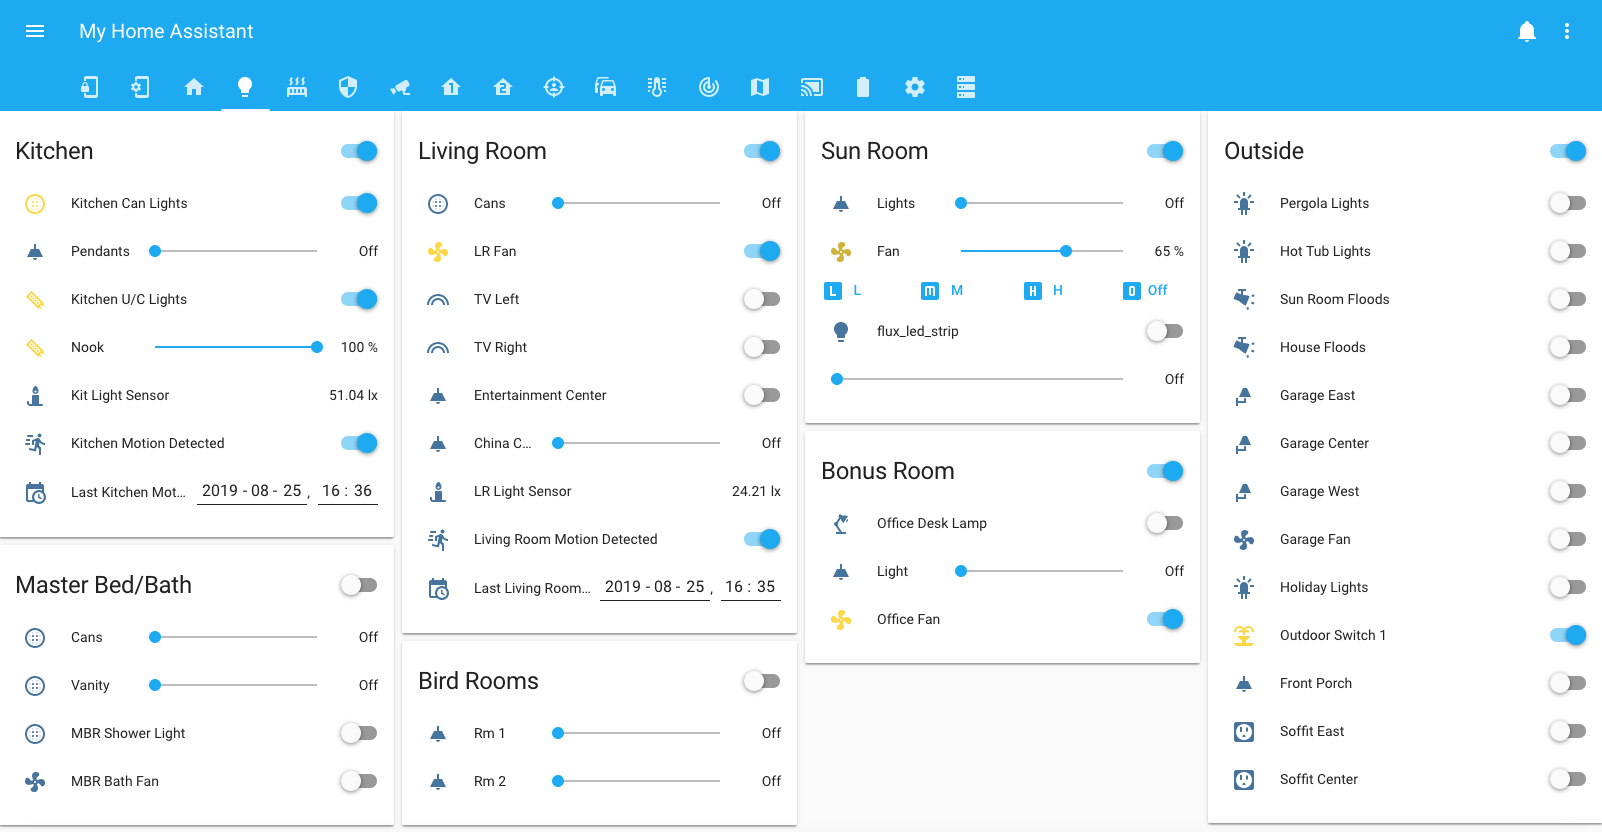 My Home Assistant
1
2
Kitchen
Kitchen Can Lights
Pendants Off
Kitchen U/C Lights
Nook 100 %
Kit Light Sensor 51.04 lx
Kitchen Motion Detected
Last Kitchen Mot... 2019 - 08 - 25 , 16 : 36
Master Bed/Bath
Cans Off
Vanity Off
MBR Shower Light
MBR Bath Fan
Living Room
Cans Off
LR Fan
TV Left
TV Right
Entertainment Center
China C... Off
LR Light Sensor 24.21 lx
Living Room Motion Detected
Last Living Room... 2019 - 08 - 25 , 16 : 35
Bird Rooms
Rm 1 Off
Rm 2 Off
Sun Room
Lights Off
Fan 65 %
L L M M H H O Off
flux_led_strip
Off
Bonus Room
Office Desk Lamp
Light Off
Office Fan
Outside
Pergola Lights
Hot Tub Lights
Sun Room Floods
House Floods
Garage East
Garage Center
Garage West
Garage Fan
Holiday Lights
Outdoor Switch 1
Front Porch
Soffit East
Soffit Center